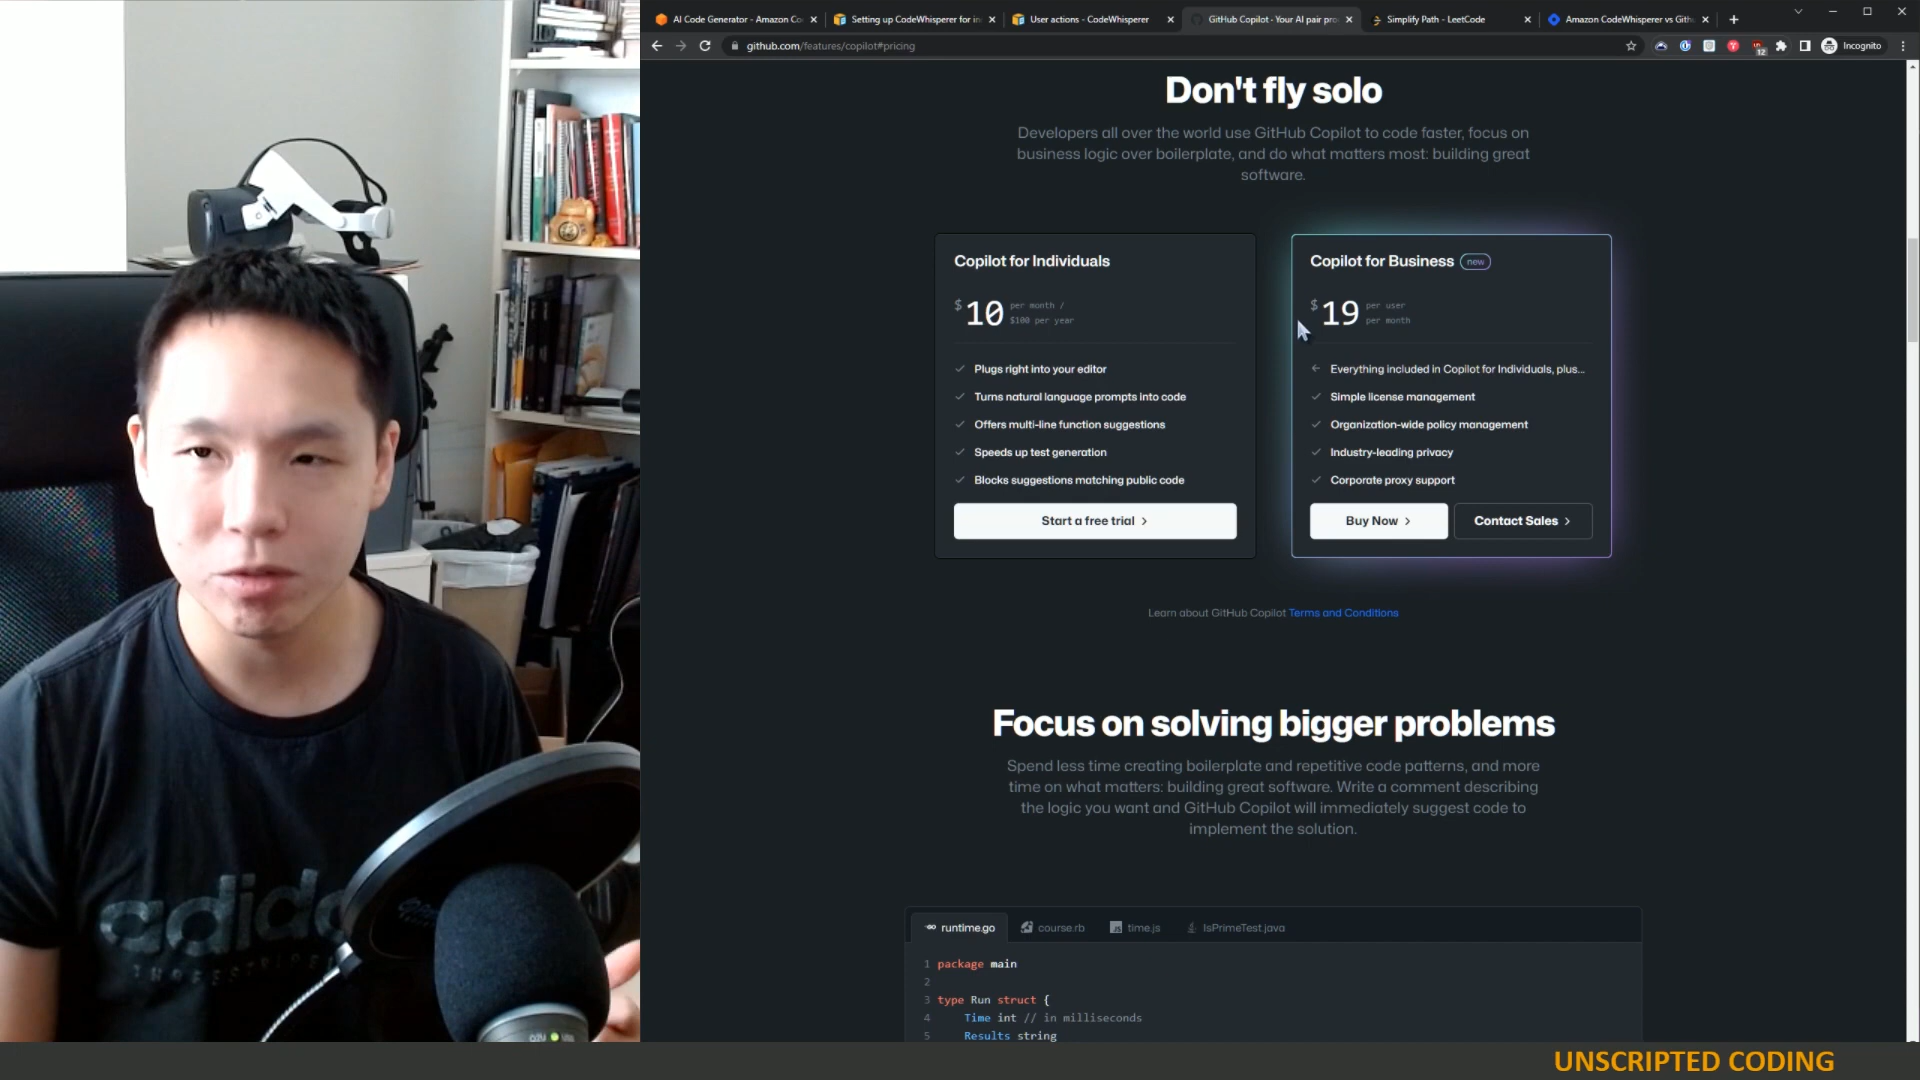 AI Code Generator - Amazon Co
Setting up CodeWhisperer for in
User actions - CodeWhisperer
GitHub Copilot · Your AI pair pro
Simplify Path - LeetCode
Amazon CodeWhisperer vs Gith
github.com/features/copilot#pricing
12
Incognito
Don't fly solo
Developers all over the world use GitHub Copilot to code faster, focus on
business logic over boilerplate, and do what matters most: building great
software.
Copilot for Individuals
$ 10 per month /
$100 per year
Plugs right into your editor
Turns natural language prompts into code
Offers multi-line function suggestions
Speeds up test generation
Blocks suggestions matching public code
Start a free trial
Copilot for Business new
$ 19 per user
per month
Everything included in Copilot for Individuals, plus...
Simple license management
Organization-wide policy management
Industry-leading privacy
Corporate proxy support
Buy Now
Contact Sales
Learn about GitHub Copilot Terms and Conditions
Focus on solving bigger problems
Spend less time creating boilerplate and repetitive code patterns, and more
time on what matters: building great software. Write a comment describing
the logic you want and GitHub Copilot will immediately suggest code to
implement the solution.
runtime.go
course.rb
time.js
IsPrimeTest.java
1 package main
2
3 type Run struct {
4 Time int // in milliseconds
5 Results string
adidas
UNSCRIPTED CODING